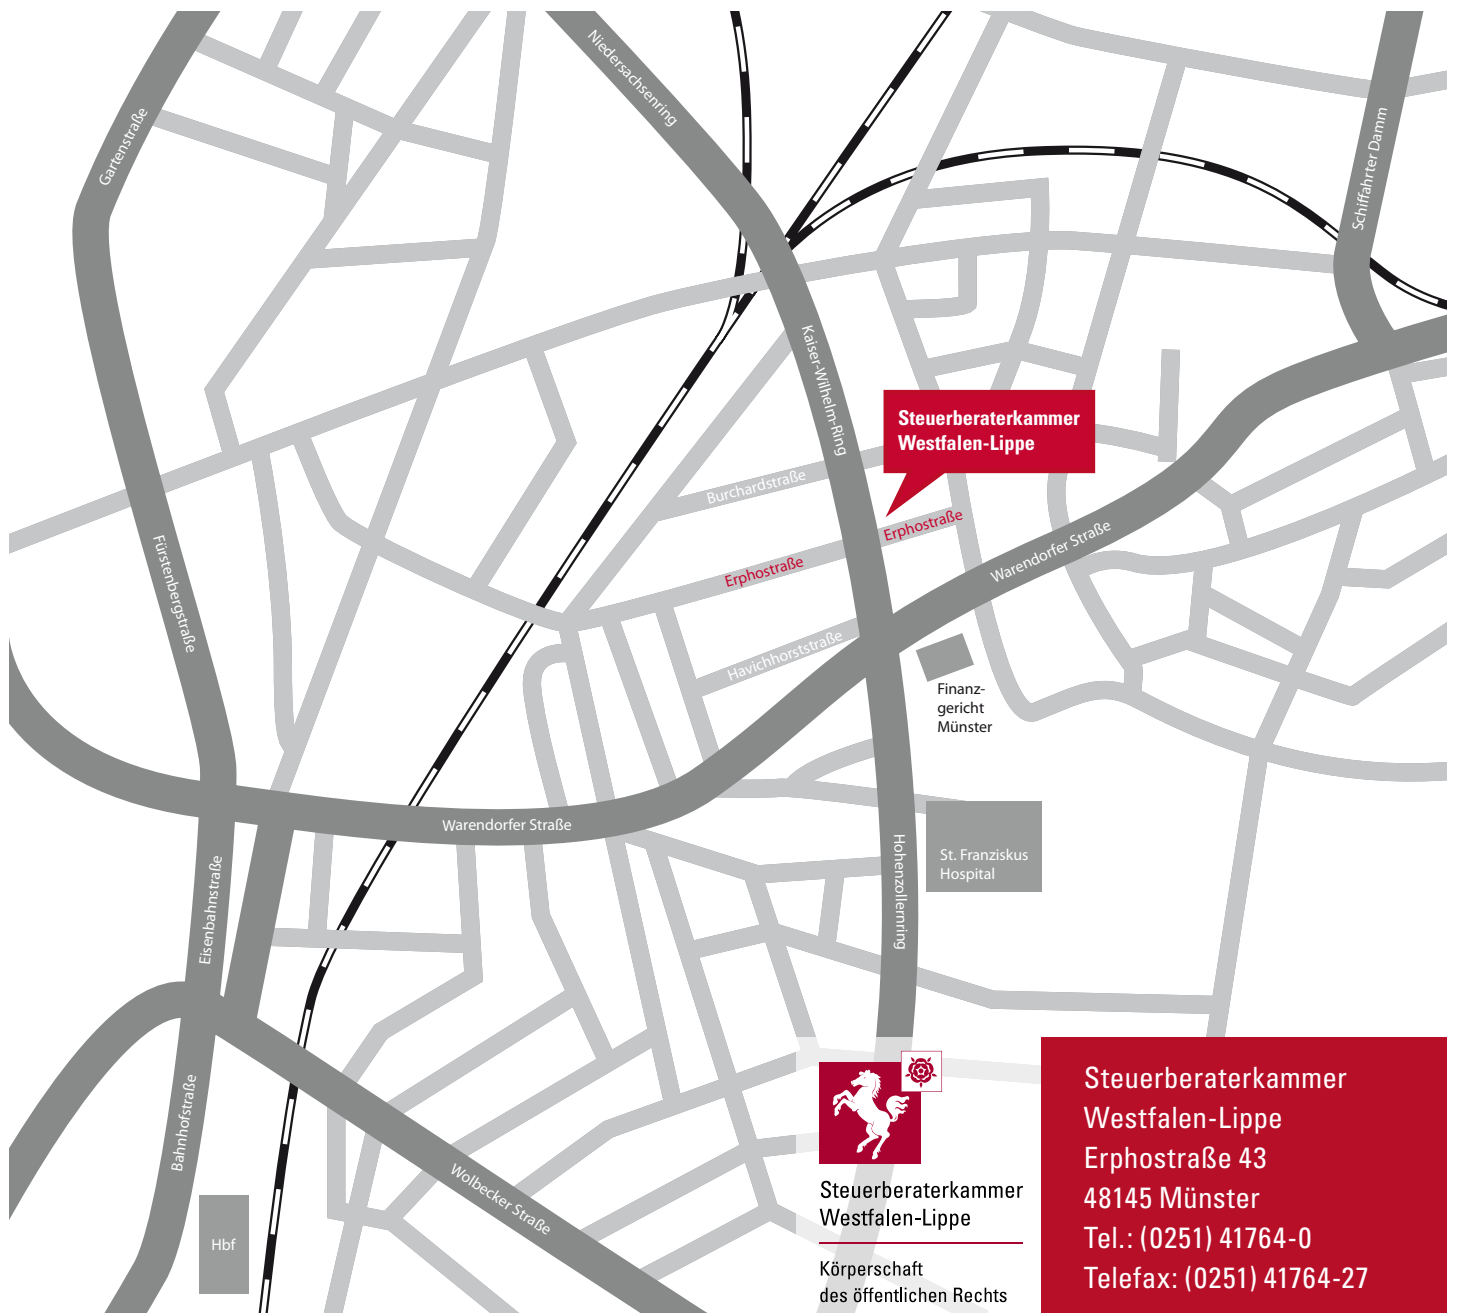 Niedersachsenring
Gartenstraße
Schiffahrter Damm
Kaiser-Wilhelm-Ring
Steuerberaterkammer
Westfalen-Lippe
Burchardstraße
Erphostraße
Erphostraße
Warendorfer Straße
Fürstenbergstraße
Havichhorststraße
Finanz-
gericht
Münster
Warendorfer Straße
Hohenzollernring
St. Franziskus
Hospital
Eisenbahnstraße
Bahnhofstraße
Wolbecker Straße
Hbf
Steuerberaterkammer
Westfalen-Lippe
Körperschaft
des öffentlichen Rechts
Steuerberaterkammer
Westfalen-Lippe
Erphostraße 43
48145 Münster
Tel.: (0251) 41764-0
Telefax: (0251) 41764-27